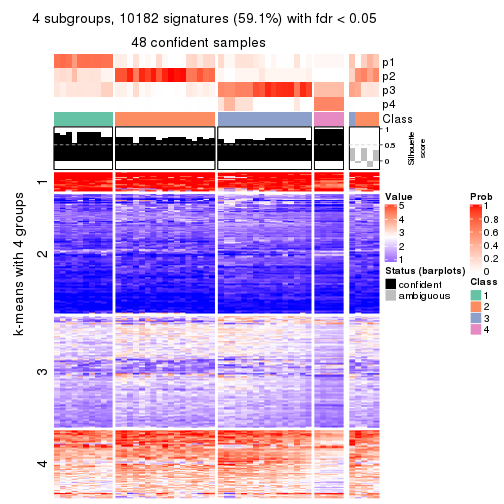 4 subgroups, 10182 signatures (59.1%) with fdr < 0.05
48 confident samples
p1
p2
p3
p4
Class
1
0.5
0
Silhouette
score
k-means with 4 groups
1
2
3
4
Value
5
4
3
2
1
Status (barplots)
confident
ambiguous
Prob
1
0.8
0.6
0.4
0.2
0
Class
1
2
3
4